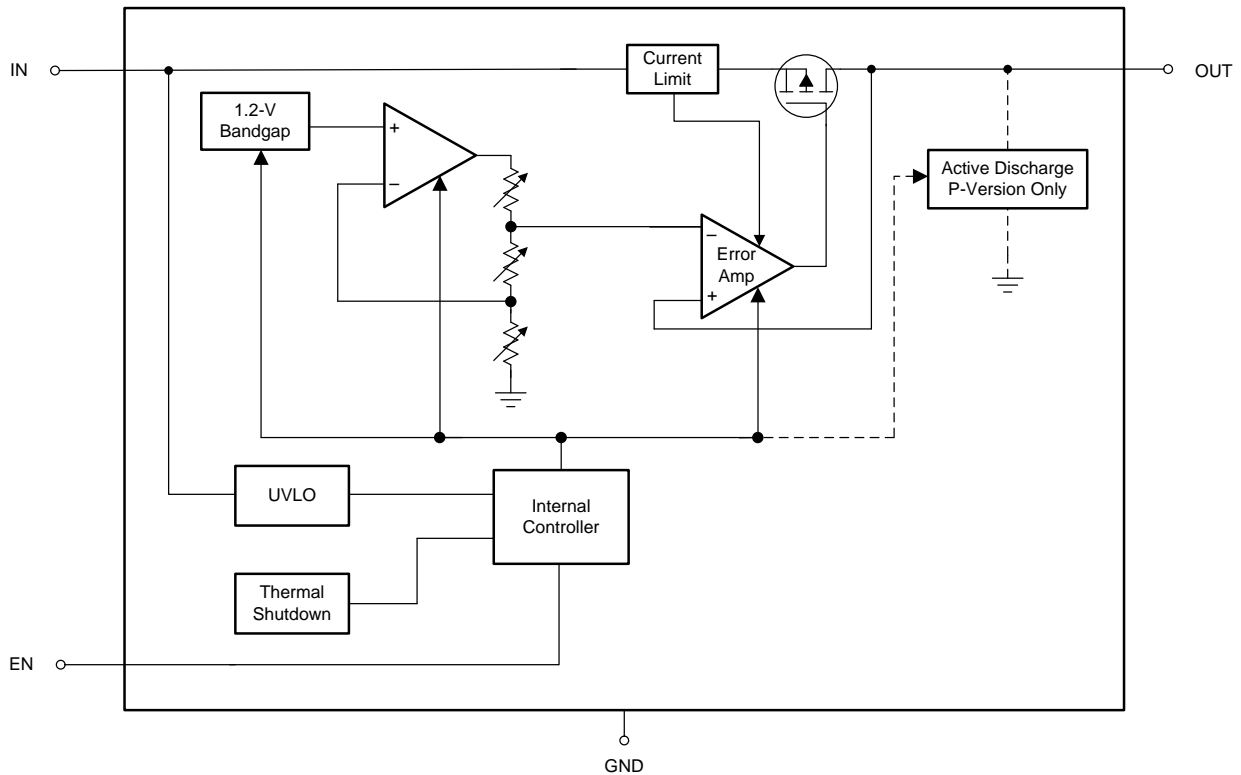 IN
Current
Limit
OUT
1.2-V
Bandgap
+
−
Active Discharge
P-Version Only
−
Error
Amp
+
UVLO
Internal
Controller
Thermal
Shutdown
EN
GND